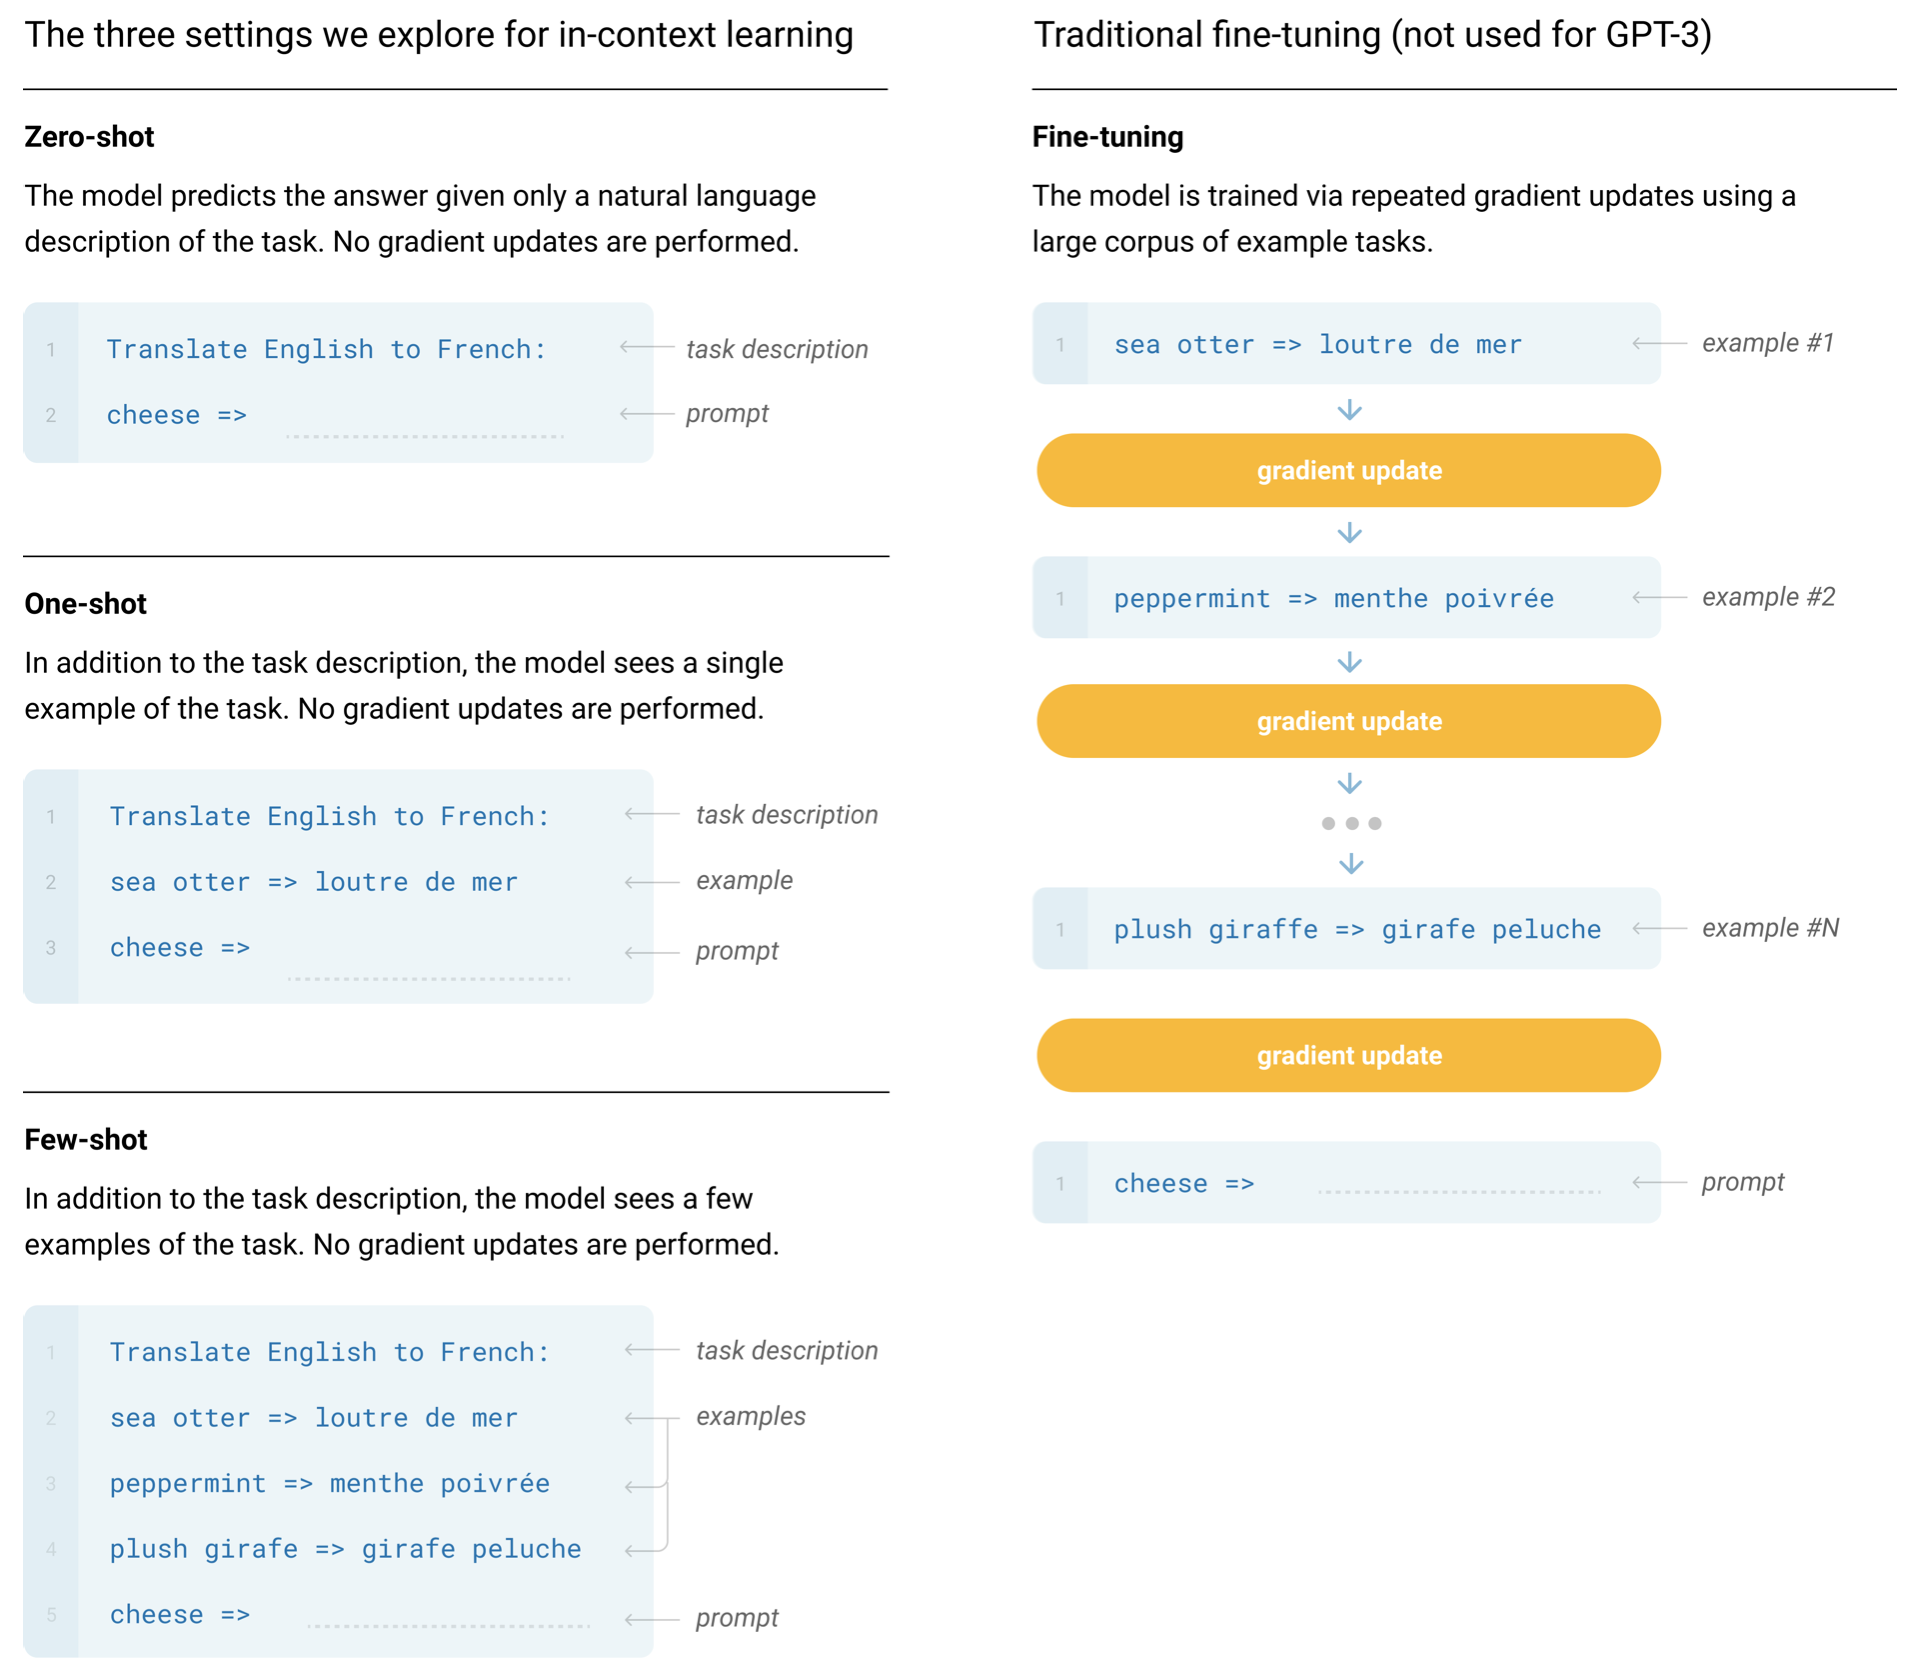 The three settings we explore for in-context learning
Zero-shot
The model predicts the answer given only a natural language
description of the task. No gradient updates are performed.
1 Translate English to French: task description
2 cheese => prompt
One-shot
In addition to the task description, the model sees a single
example of the task. No gradient updates are performed.
1 Translate English to French: task description
2 sea otter => loutre de mer example
3 cheese => prompt
Few-shot
In addition to the task description, the model sees a few
examples of the task. No gradient updates are performed.
1 Translate English to French: task description
2 sea otter => loutre de mer examples
3 peppermint => menthe poivrée
4 plush girafe => girafe peluche
5 cheese => prompt
Traditional fine-tuning (not used for GPT-3)
Fine-tuning
The model is trained via repeated gradient updates using a
large corpus of example tasks.
1 sea otter => loutre de mer example #1
gradient update
1 peppermint => menthe poivrée example #2
gradient update
1 plush giraffe => girafe peluche example #N
gradient update
1 cheese => prompt